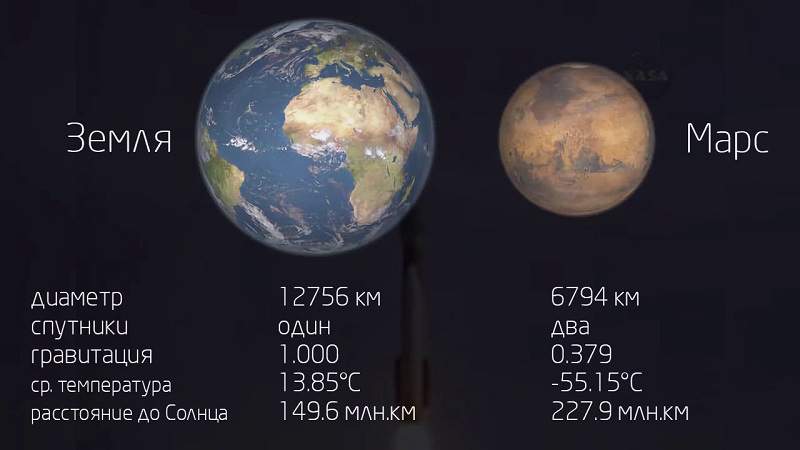 Земля
Марс
NASA
диаметр 12756 км 6794 км
спутники один два
гравитация 1.000 0.379
ср. температура 13.85°C -55.15°C
расстояние до Солнца 149.6 млн.км 227.9 млн.км